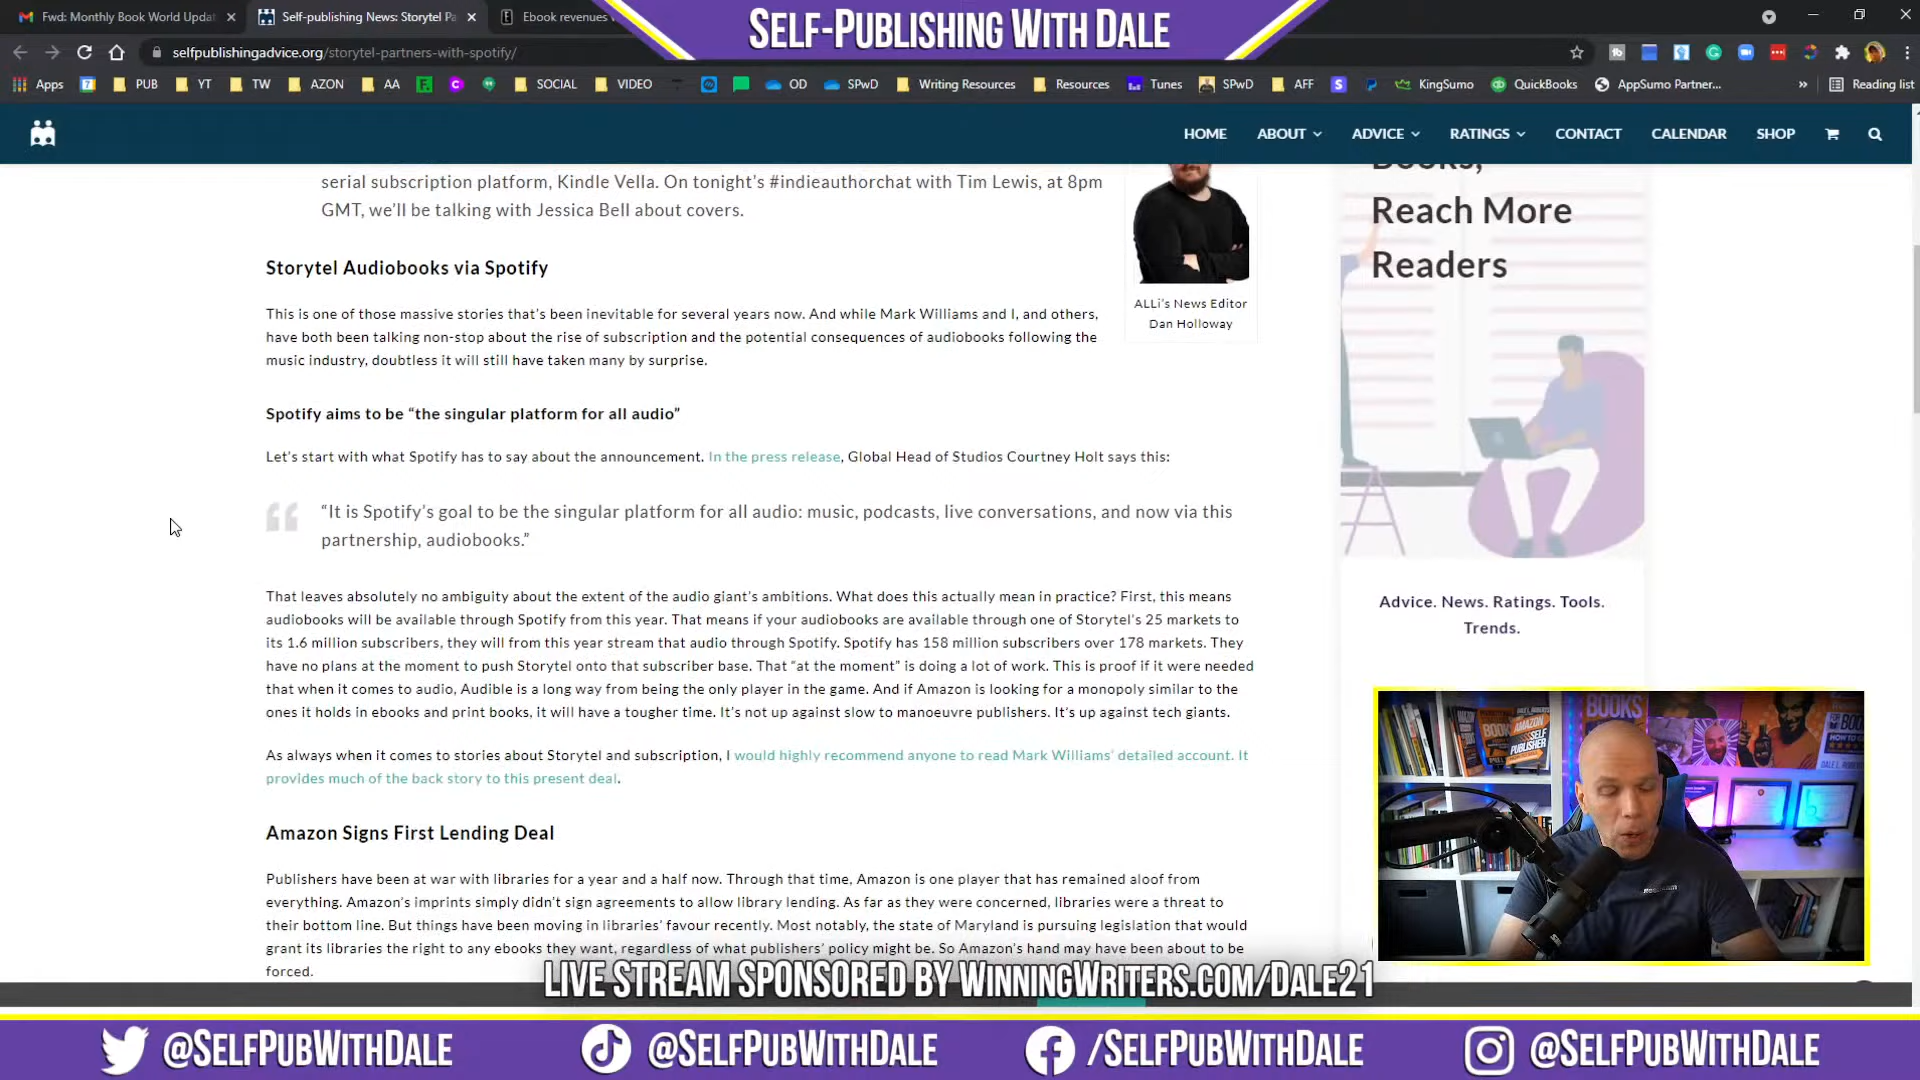 Fwd: Monthly Book World Updat
Self-publishing News: Storytel Pa
Ebook revenues
SELF-PUBLISHING WITH DALE
selfpublishingadvice.org/storytel-partners-with-spotify/
Apps PUB YT TW AZON AA SOCIAL VIDEO OD SPwD Writing Resources Resources Tunes SPwD AFF KingSumo QuickBooks AppSumo Partner... Reading list
HOME ABOUT ADVICE RATINGS CONTACT CALENDAR SHOP
serial subscription platform, Kindle Vella. On tonight's #indieauthorchat with Tim Lewis, at 8pm
GMT, we'll be talking with Jessica Bell about covers.
Storytel Audiobooks via Spotify
This is one of those massive stories that's been inevitable for several years now. And while Mark Williams and I, and others,
have both been talking non-stop about the rise of subscription and the potential consequences of audiobooks following the
music industry, doubtless it will still have taken many by surprise.
ALLi's News Editor
Dan Holloway
Spotify aims to be “the singular platform for all audio”
Let's start with what Spotify has to say about the announcement. In the press release, Global Head of Studios Courtney Holt says this:
“It is Spotify's goal to be the singular platform for all audio: music, podcasts, live conversations, and now via this
partnership, audiobooks.”
That leaves absolutely no ambiguity about the extent of the audio giant's ambitions. What does this actually mean in practice? First, this means
audiobooks will be available through Spotify from this year. That means if your audiobooks are available through one of Storytel's 25 markets to
its 1.6 million subscribers, they will from this year stream that audio through Spotify. Spotify has 158 million subscribers over 178 markets. They
have no plans at the moment to push Storytel onto that subscriber base. That “at the moment” is doing a lot of work. This is proof if it were needed
that when it comes to audio, Audible is a long way from being the only player in the game. And if Amazon is looking for a monopoly similar to the
ones it holds in ebooks and print books, it will have a tougher time. It's not up against slow to manoeuvre publishers. It's up against tech giants.
As always when it comes to stories about Storytel and subscription, I would highly recommend anyone to read Mark Williams' detailed account. It
provides much of the back story to this present deal.
Amazon Signs First Lending Deal
Publishers have been at war with libraries for a year and a half now. Through that time, Amazon is one player that has remained aloof from
everything. Amazon's imprints simply didn't sign agreements to allow library lending. As far as they were concerned, libraries were a threat to
their bottom line. But things have been moving in libraries' favour recently. Most notably, the state of Maryland is pursuing legislation that would
grant its libraries the right to any ebooks they want, regardless of what publishers' policy might be. So Amazon's hand may have been about to be
forced.
Books,
Reach More
Readers
Advice. News. Ratings. Tools.
Trends.
BOOKS
LIVE STREAM SPONSORED BY WINNINGWRITERS.COM/DALE21
@SELFPUBWITHDALE
@SELFPUBWITHDALE
/SELFPUBWITHDALE
@SELFPUBWITHDALE